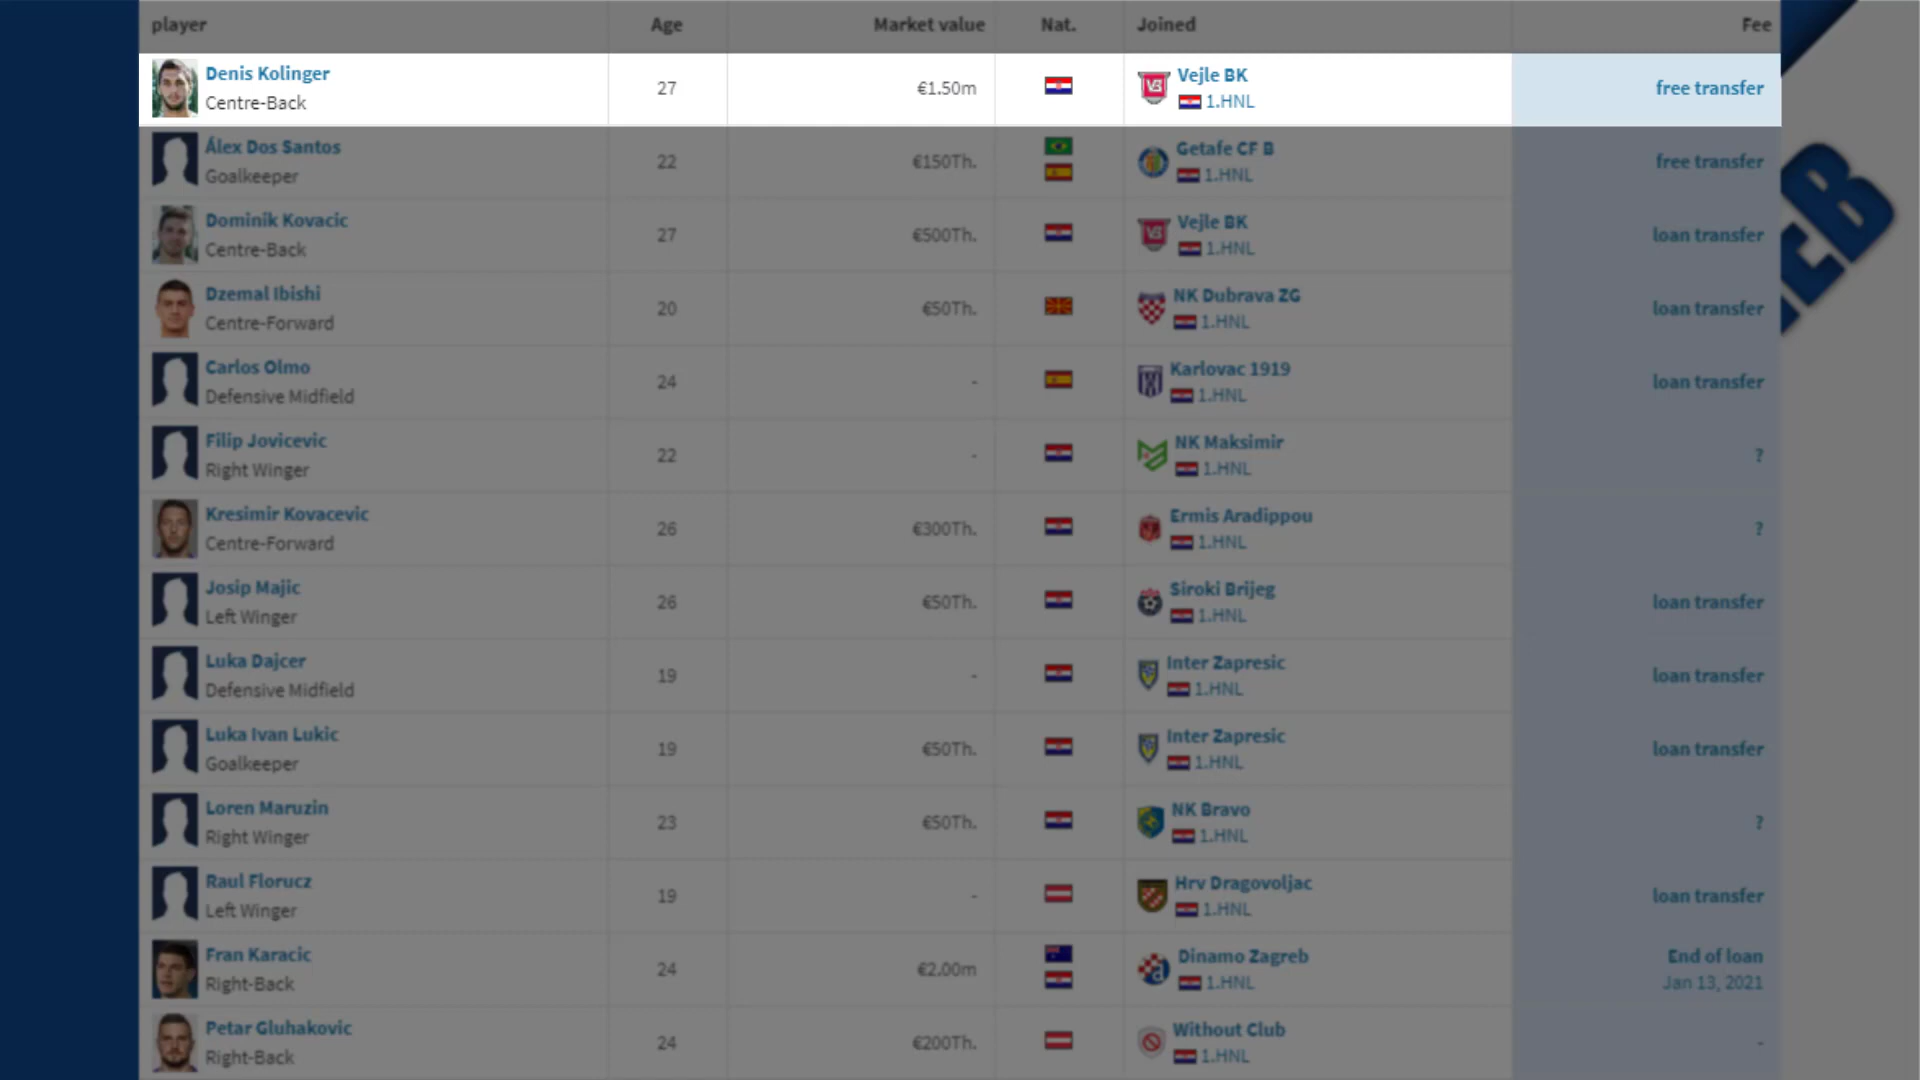 player Age Market value Nat. Joined Fee
Denis Kolinger
Centre-Back
27 €1.50m
Vejle BK
1.HNL
free transfer
Álex Dos Santos
Goalkeeper
22 €150Th.
Getafe CF B
1.HNL
free transfer
Dominik Kovacic
Centre-Back
27 €500Th.
Vejle BK
1.HNL
loan transfer
Dzemal Ibishi
Centre-Forward
20 €50Th.
NK Dubrava ZG
1.HNL
loan transfer
Carlos Olmo
Defensive Midfield
24 -
Karlovac 1919
1.HNL
loan transfer
Filip Jovicevic
Right Winger
22 -
NK Maksimir
1.HNL
?
Kresimir Kovacevic
Centre-Forward
26 €300Th.
Ermis Aradippou
1.HNL
?
Josip Majic
Left Winger
26 €50Th.
Siroki Brijeg
1.HNL
loan transfer
Luka Dajcer
Defensive Midfield
19 -
Inter Zapresic
1.HNL
loan transfer
Luka Ivan Lukic
Goalkeeper
19 €50Th.
Inter Zapresic
1.HNL
loan transfer
Loren Maruzin
Right Winger
23 €50Th.
NK Bravo
1.HNL
?
Raul Florucz
Left Winger
19 -
Hrv Dragovoljac
1.HNL
loan transfer
Fran Karacic
Right-Back
24 €2.00m
Dinamo Zagreb
1.HNL
End of loan
Jan 13, 2021
Petar Gluhakovic
Right-Back
24 €200Th.
Without Club
1.HNL
-